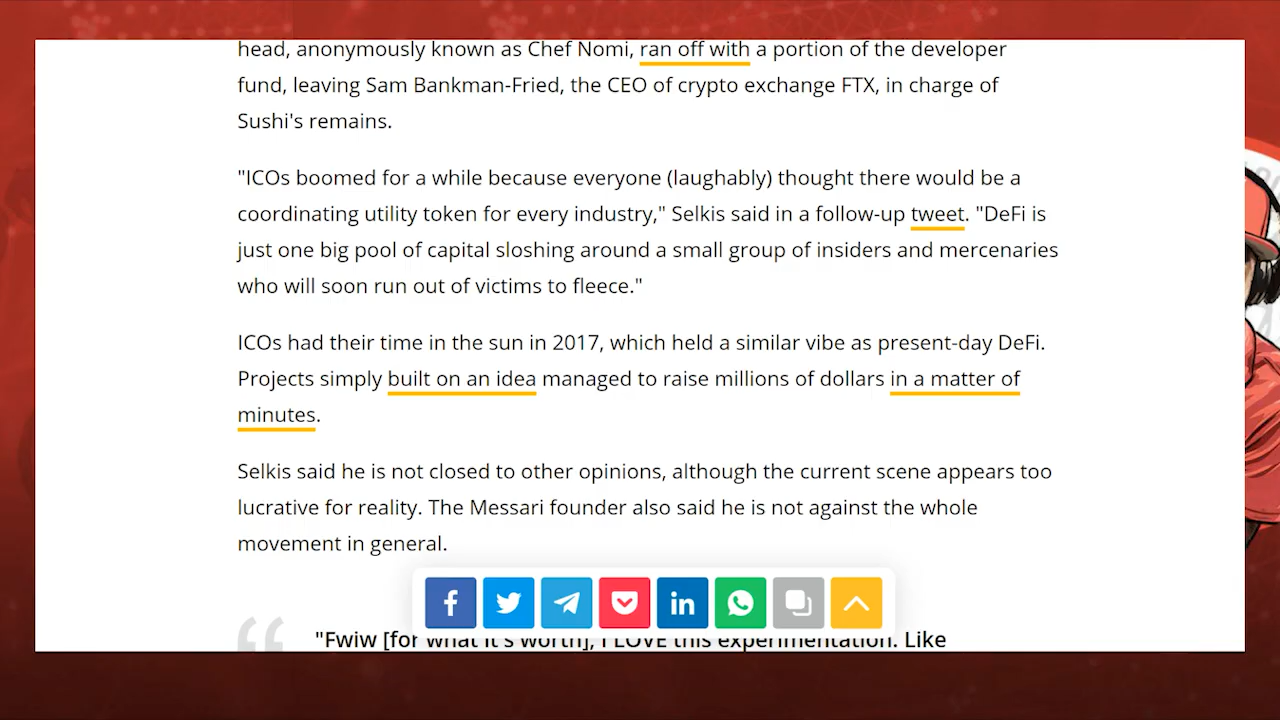 head, anonymously known as Chef Nomi, ran off with a portion of the developer
fund, leaving Sam Bankman-Fried, the CEO of crypto exchange FTX, in charge of
Sushi's remains.
"ICOs boomed for a while because everyone (laughably) thought there would be a
coordinating utility token for every industry," Selkis said in a follow-up tweet. "DeFi is
just one big pool of capital sloshing around a small group of insiders and mercenaries
who will soon run out of victims to fleece."
ICOs had their time in the sun in 2017, which held a similar vibe as present-day DeFi.
Projects simply built on an idea managed to raise millions of dollars in a matter of
minutes.
Selkis said he is not closed to other opinions, although the current scene appears too
lucrative for reality. The Messari founder also said he is not against the whole
movement in general.
"Fwiw [for what it's worth], I LOVE this experimentation. Like